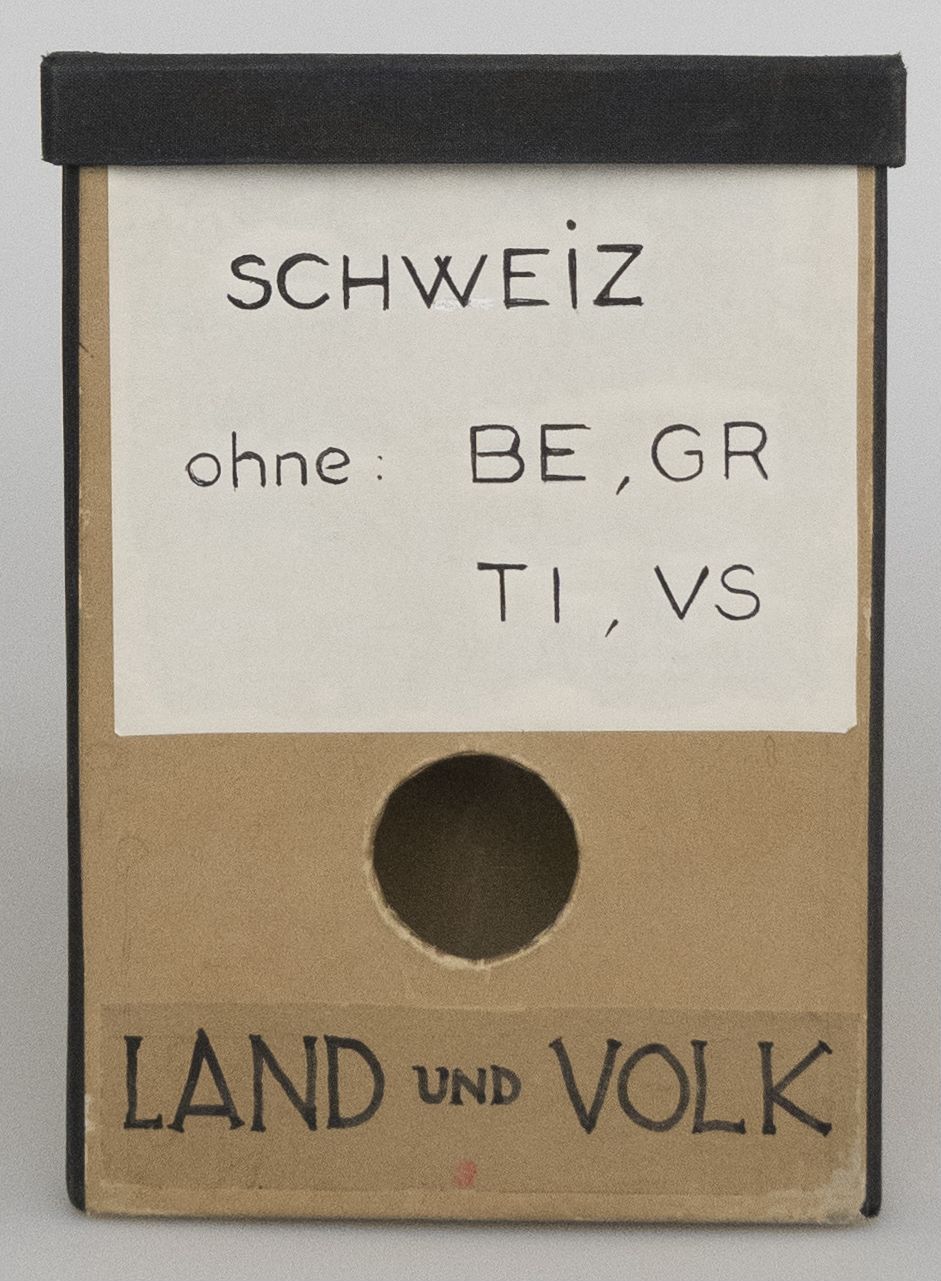 SCHWEiZ
ohne: BE, GR
TI, VS
LAND UND VOLK